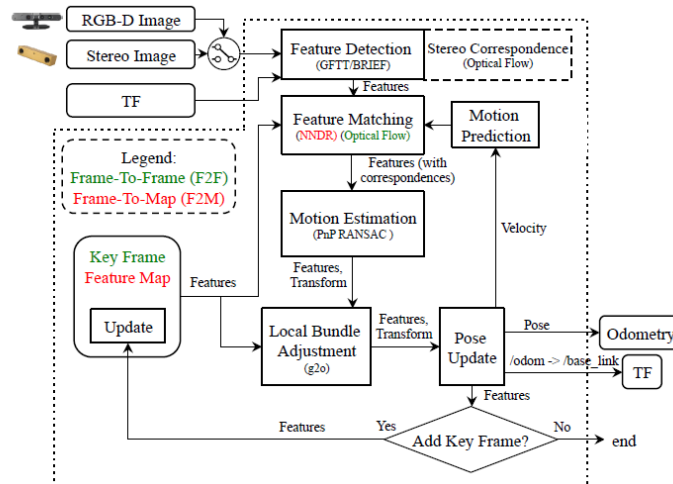 RGB-D Image
Stereo Image
TF
Feature Detection
(GFTT/BRIEF)
Stereo Correspondence
(Optical Flow)
Features
Feature Matching
(NNDR) (Optical Flow)
Motion
Prediction
Legend:
Frame-To-Frame (F2F)
Frame-To-Map (F2M)
Features (with
correspondences)
Motion Estimation
(PnP RANSAC )
Velocity
Key Frame
Feature Map
Update
Features
Features,
Transform
Local Bundle
Adjustment
(g2o)
Features,
Transform
Pose
Update
Pose
Odometry
/odom -> /base_link
TF
Features
Add Key Frame?
Yes
Features
No
end